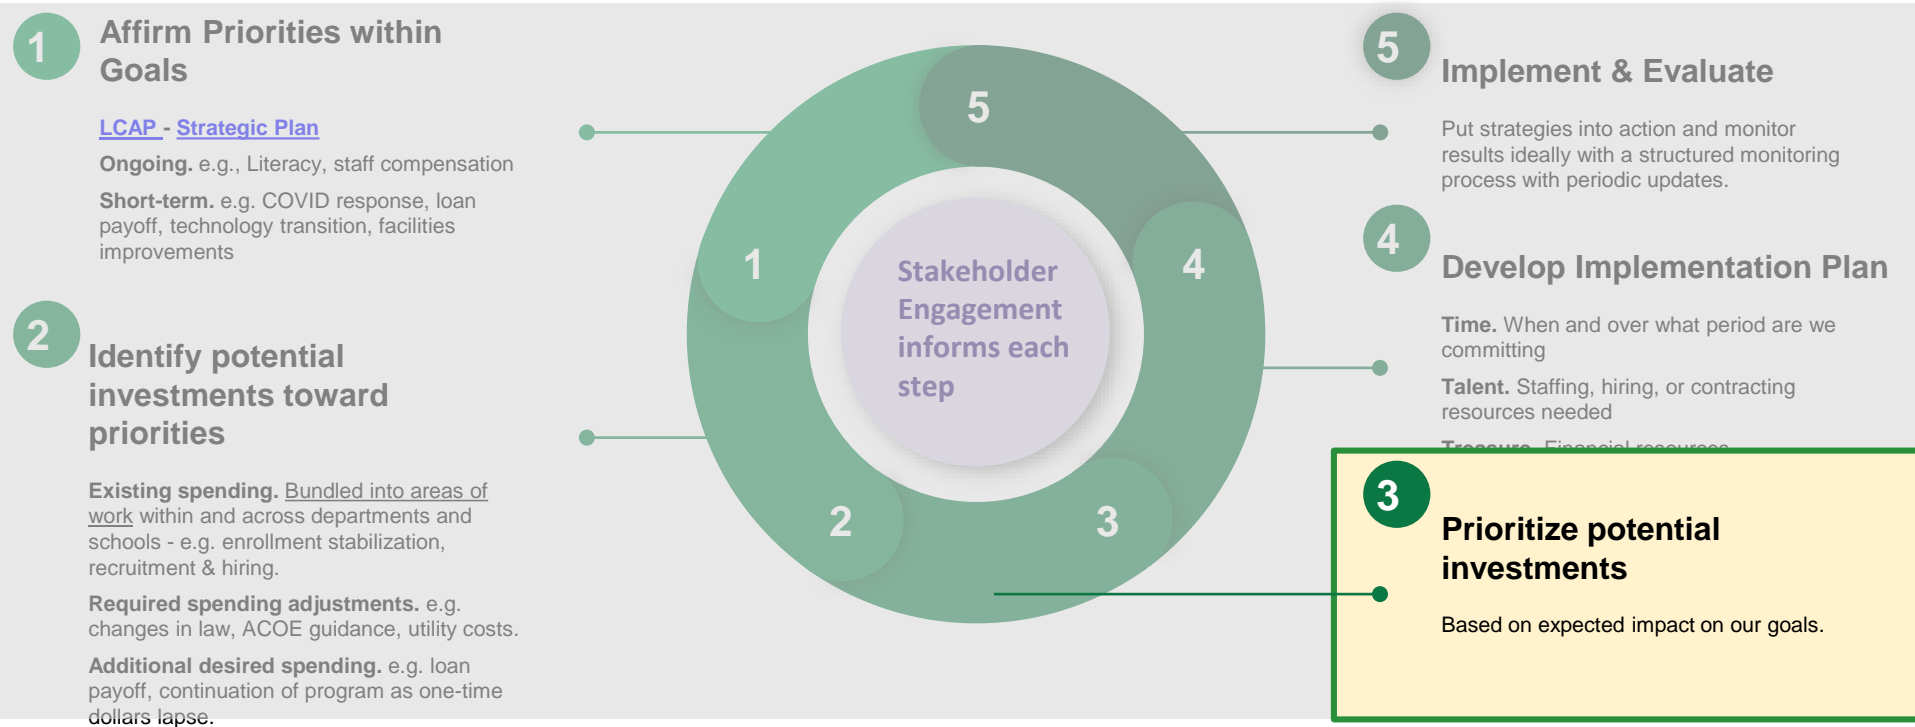 1
Affirm Priorities within
Goals
LCAP - Strategic Plan
Ongoing. e.g., Literacy, staff compensation
Short-term. e.g. COVID response, loan
payoff, technology transition, facilities
improvements
2
Identify potential
investments toward
priorities
Existing spending. Bundled into areas of
work within and across departments and
schools - e.g. enrollment stabilization,
recruitment & hiring.
Required spending adjustments. e.g.
changes in law, ACOE guidance, utility costs.
Additional desired spending. e.g. loan
payoff, continuation of program as one-time
dollars lapse.
5
1
4
2
3
Stakeholder
Engagement
informs each
step
5
Implement & Evaluate
Put strategies into action and monitor
results ideally with a structured monitoring
process with periodic updates.
4
Develop Implementation Plan
Time. When and over what period are we
committing
Talent. Staffing, hiring, or contracting
resources needed
Treasure. Financial resources
3
Prioritize potential
investments
Based on expected impact on our goals.